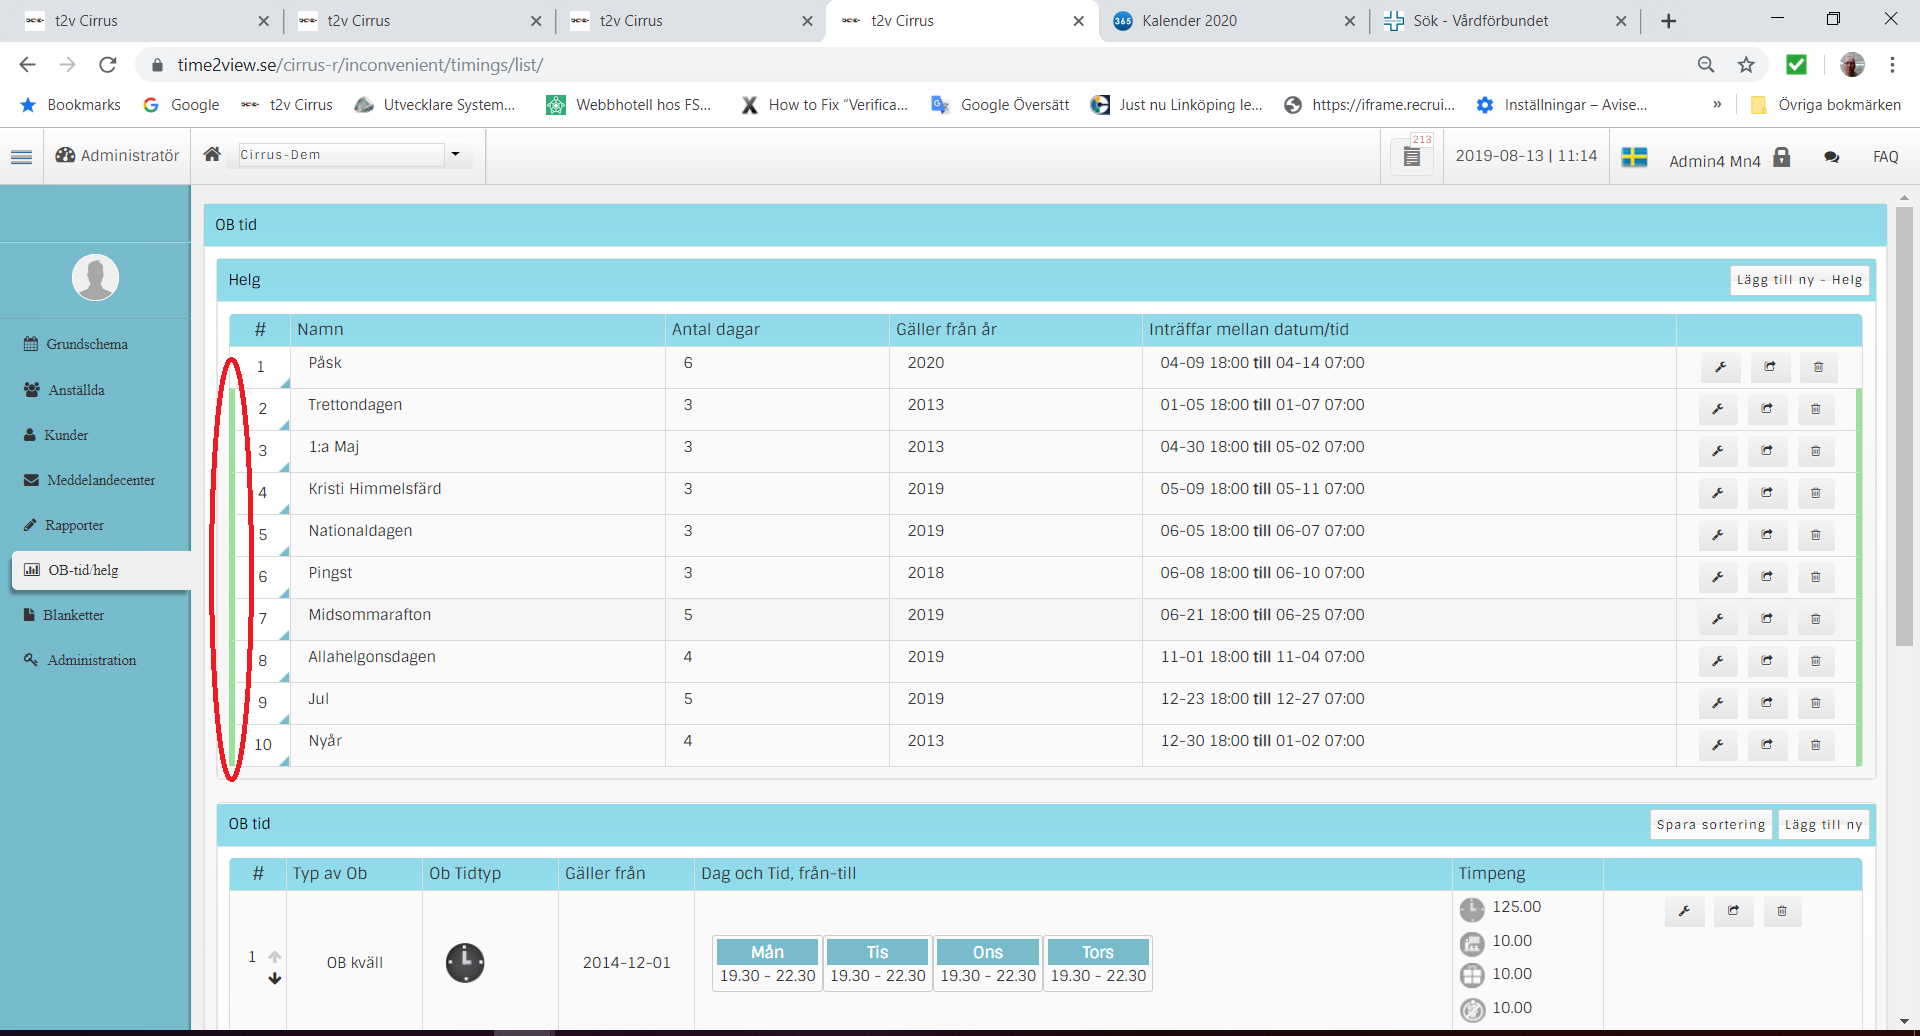 t2v Cirrus
t2v Cirrus
t2v Cirrus
t2v Cirrus
365 Kalender 2020
Sök - Vårdförbundet
time2view.se/cirrus-r/inconvenient/timings/list/
Bookmarks
Google
t2v Cirrus
Utvecklare System...
Webbhotell hos FS...
How to Fix “Verifica...
Google Översätt
Just nu Linköping le...
https://iframe.recrui...
Inställningar – Avise...
»
Övriga bokmärken
Administratör
Cirrus-Dem
213
2019-08-13 | 11:14
Admin4 Mn4
FAQ
Grundschema
Anställda
Kunder
Meddelandecenter
Rapporter
OB-tid/helg
Blanketter
Administration
OB tid
Helg
Lägg till ny - Helg
# Namn Antal dagar Gäller från år Inträffar mellan datum/tid
1 Påsk 6 2020 04-09 18:00 till 04-14 07:00
2 Trettondagen 3 2013 01-05 18:00 till 01-07 07:00
3 1:a Maj 3 2013 04-30 18:00 till 05-02 07:00
4 Kristi Himmelsfärd 3 2019 05-09 18:00 till 05-11 07:00
5 Nationaldagen 3 2019 06-05 18:00 till 06-07 07:00
6 Pingst 3 2018 06-08 18:00 till 06-10 07:00
7 Midsommarafton 5 2019 06-21 18:00 till 06-25 07:00
8 Allahelgonsdagen 4 2019 11-01 18:00 till 11-04 07:00
9 Jul 5 2019 12-23 18:00 till 12-27 07:00
10 Nyår 4 2013 12-30 18:00 till 01-02 07:00
OB tid
Spara sortering
Lägg till ny
# Typ av Ob Ob Tidtyp Gäller från Dag och Tid, från-till Timpeng
1 OB kväll 2014-12-01
Mån Tis Ons Tors
19.30 - 22.30 19.30 - 22.30 19.30 - 22.30 19.30 - 22.30
125.00
10.00
10.00
10.00